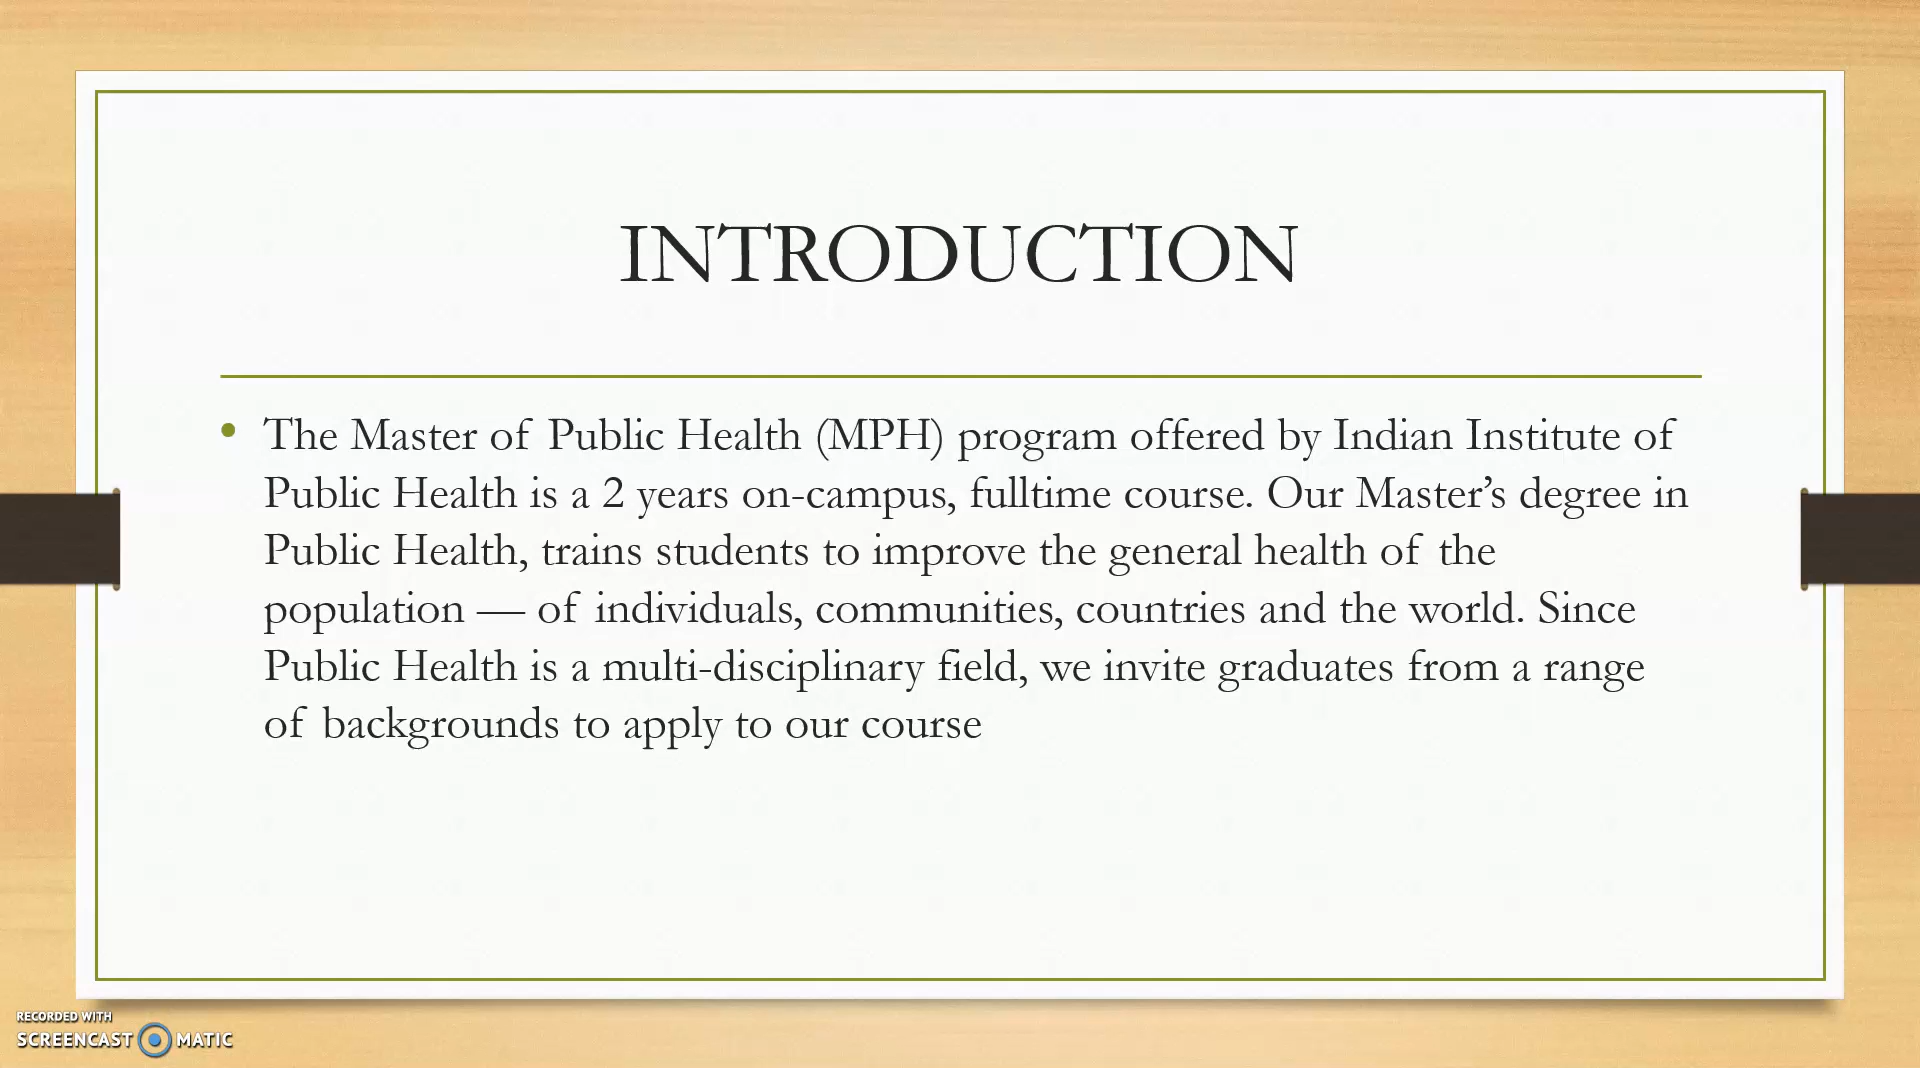 INTRODUCTION
• The Master of Public Health (MPH) program offered by Indian Institute of
Public Health is a 2 years on-campus, fulltime course. Our Master’s degree in
Public Health, trains students to improve the general health of the
population — of individuals, communities, countries and the world. Since
Public Health is a multi-disciplinary field, we invite graduates from a range
of backgrounds to apply to our course
RECORDED WITH
SCREENCAST MATIC